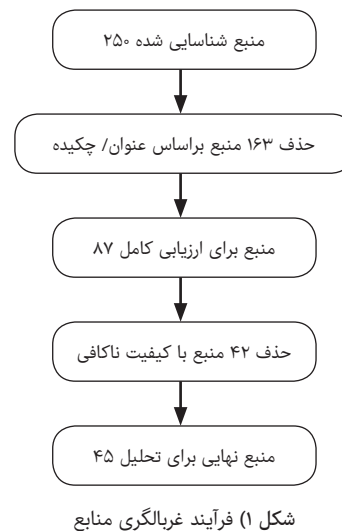 منبع شناسایی شده ۲۵۰
حذف ۱۶۳ منبع براساس عنوان/ چکیده
منبع برای ارزیابی کامل ۸۷
حذف ۴۲ منبع با کیفیت ناکافی
منبع نهایی برای تحلیل ۴۵
شکل ۱) فرآیند غربالگری منابع